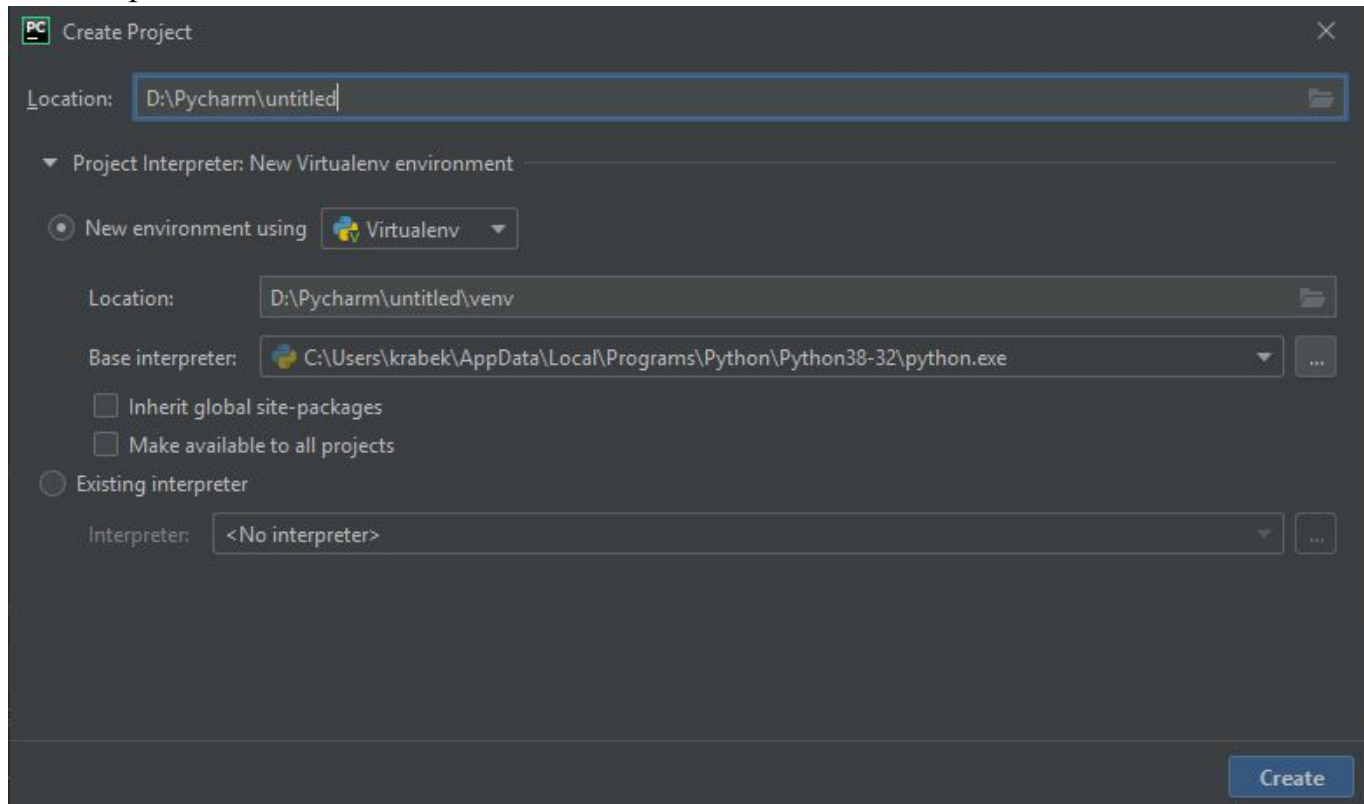 PC Create Project
Location: D:\Pycharm\untitled
Project Interpreter: New Virtualenv environment
New environment using Virtualenv
Location: D:\Pycharm\untitled\venv
Base interpreter: C:\Users\krabek\AppData\Local\Programs\Python\Python38-32\python.exe ...
Inherit global site-packages
Make available to all projects
Existing interpreter
Interpreter: <No interpreter> ...
Create